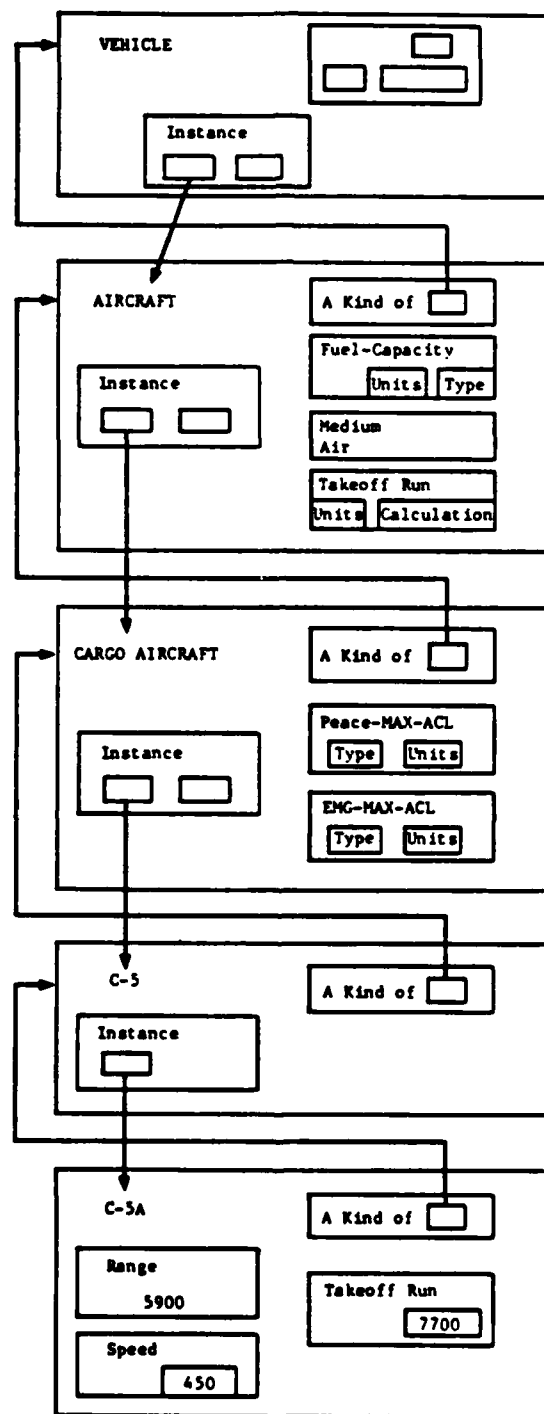 VEHICLE
Instance
AIRCRAFT
A Kind of
Fuel-Capacity
Units Type
Instance
Medium
Air
Takeoff Run
Units Calculation
CARGO AIRCRAFT
A Kind of
Peace-MAX-ACL
Type Units
Instance
EMG-MAX-ACL
Type Units
C-5
A Kind of
Instance
C-5A
A Kind of
Range
5900
Takeoff Run
7700
Speed
450